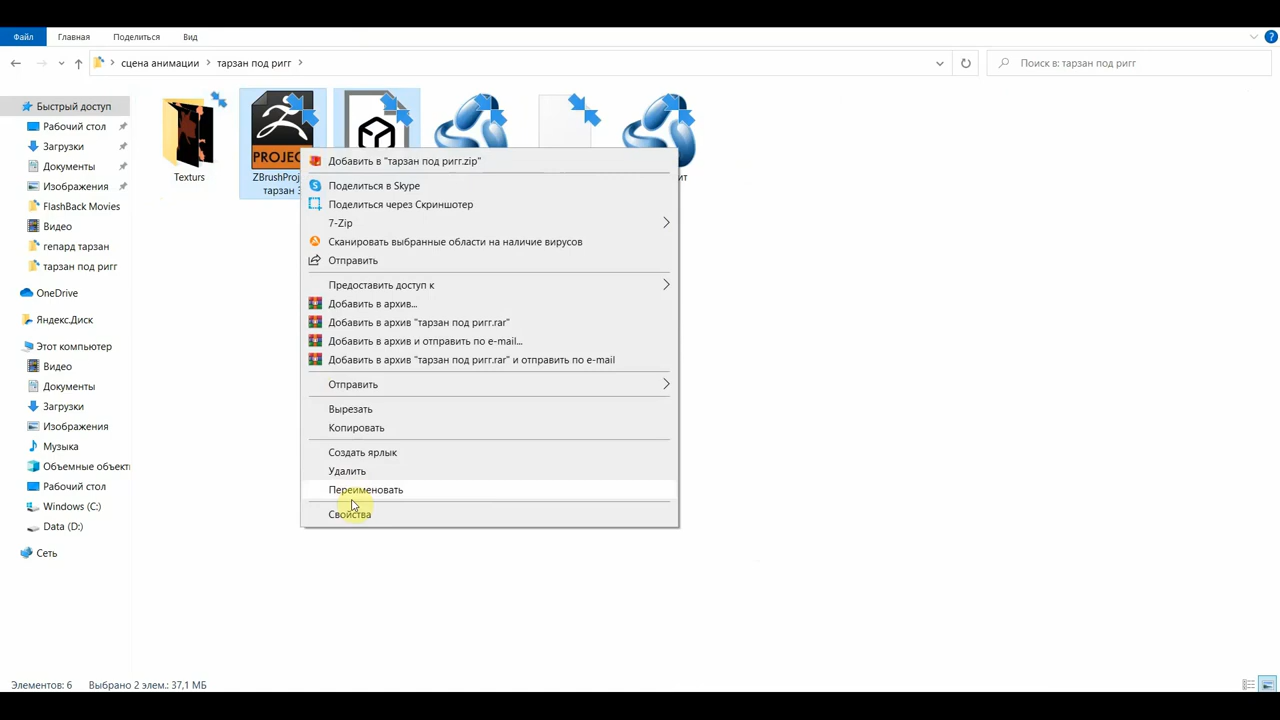 Файл
Главная
Поделиться
Вид
сцена анимации
тарзан под ригг
Поиск в: тарзан под ригг
Быстрый доступ
Рабочий стол
Загрузки
Документы
Изображения
FlashBack Movies
Видео
гепард тарзан
тарзан под ригг
OneDrive
Яндекс.Диск
Этот компьютер
Видео
Документы
Загрузки
Изображения
Музыка
Объемные объект
Рабочий стол
Windows (C:)
Data (D:)
Сеть
Texturs
PROJEC
ZBrushProj
тарзан 3
ит
Добавить в "тарзан под ригг.zip"
Поделиться в Skype
Поделиться через Скриншотер
7-Zip
Сканировать выбранные области на наличие вирусов
Отправить
Предоставить доступ к
Добавить в архив...
Добавить в архив "тарзан под ригг.rar"
Добавить в архив и отправить по e-mail...
Добавить в архив "тарзан под ригг.rar" и отправить по e-mail
Отправить
Вырезать
Копировать
Создать ярлык
Удалить
Переименовать
Свойства
Элементов: 6
Выбрано 2 элем.: 37,1 МБ